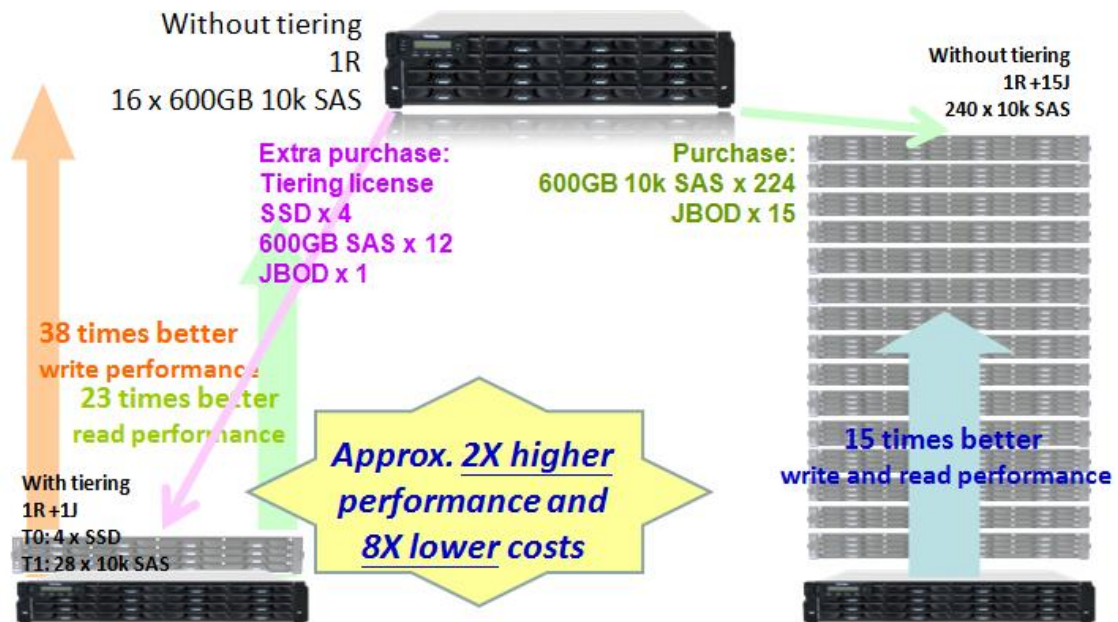 Without tiering
1R
16 x 600GB 10k SAS
Without tiering
1R +15J
240 x 10k SAS
Extra purchase:
Tiering license
SSD x 4
600GB SAS x 12
JBOD x 1
Purchase:
600GB 10k SAS x 224
JBOD x 15
38 times better
write performance
23 times better
read performance
With tiering
1R +1J
T0: 4 x SSD
T1: 28 x 10k SAS
Approx. 2X higher
performance and
8X lower costs
15 times better
write and read performance